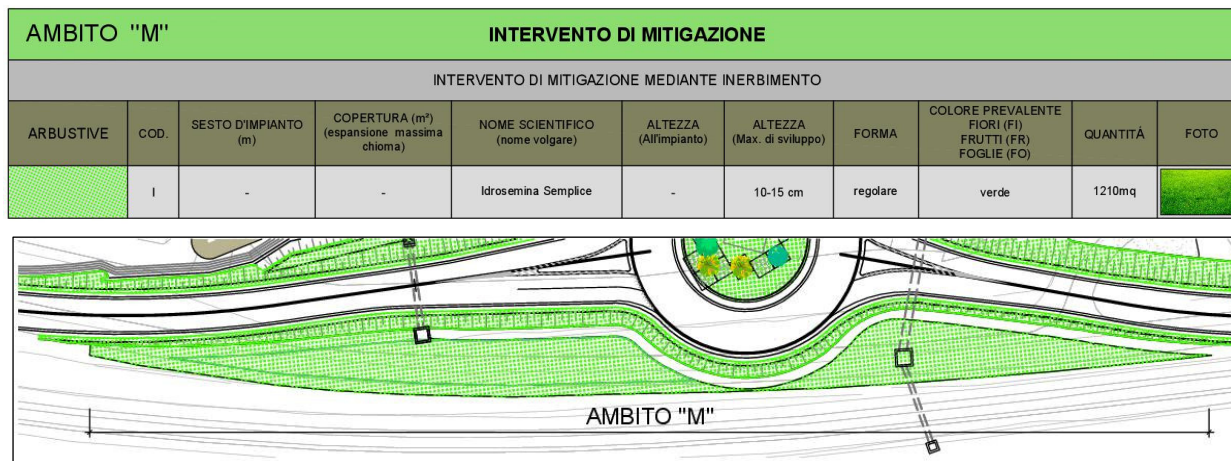 AMBITO "M"
INTERVENTO DI MITIGAZIONE
INTERVENTO DI MITIGAZIONE MEDIANTE INERBIMENTO
ARBUSTIVE
COD.
SESTO D'IMPIANTO
(m)
COPERTURA (m²)
(espansione massima
chioma)
NOME SCIENTIFICO
(nome volgare)
ALTEZZA
(All'impianto)
ALTEZZA
(Max. di sviluppo)
FORMA
COLORE PREVALENTE
FIORI (FI)
FRUTTI (FR)
FOGLIE (FO)
QUANTITÀ
FOTO
I
-
-
Idrosemina Semplice
-
10-15 cm
regolare
verde
1210mq
AMBITO "M"